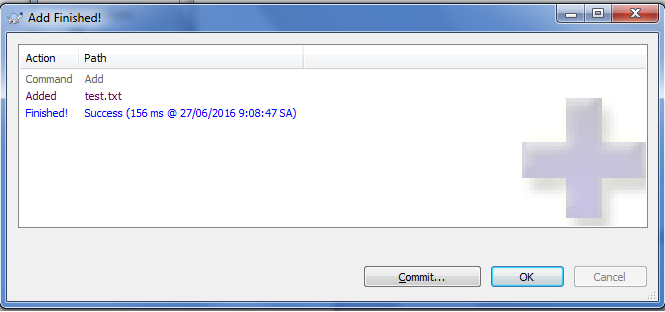 Add Finished!
Action Path
Command Add
Added test.txt
Finished! Success (156 ms @ 27/06/2016 9:08:47 SA)
Commit... OK Cancel